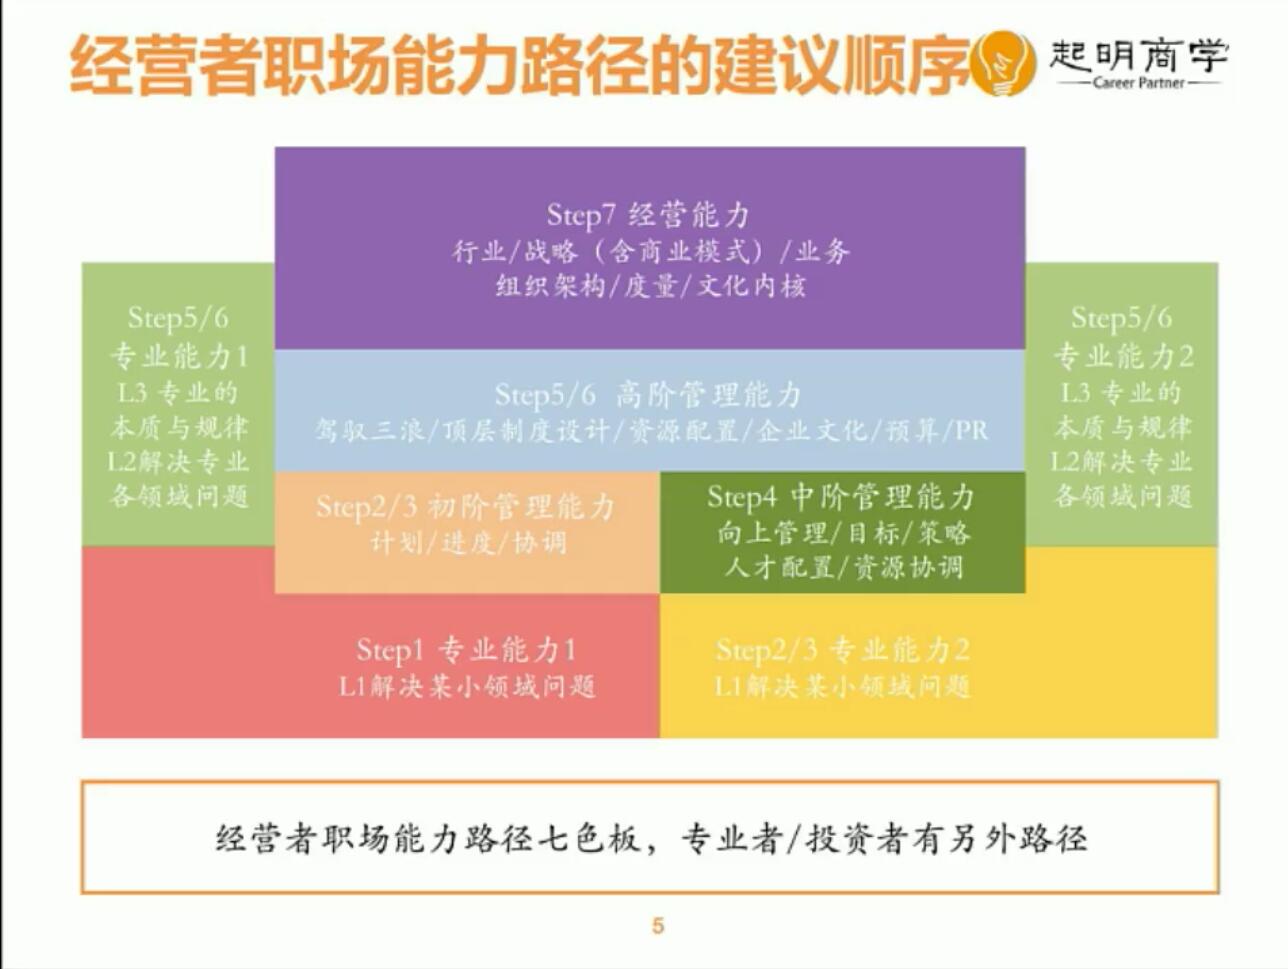 经营者职场能力路径的建议顺序
起明商学
Career Partner
Step7 经营能力
行业/战略（含商业模式）/业务
组织架构/度量/文化内核
Step5/6
专业能力1
L3 专业的
本质与规律
L2解决专业
各领域问题
Step5/6 高阶管理能力
驾驭三浪/顶层制度设计/资源配置/企业文化/预算/PR
Step5/6
专业能力2
L3 专业的
本质与规律
L2解决专业
各领域问题
Step2/3 初阶管理能力
计划/进度/协调
Step4 中阶管理能力
向上管理/目标/策略
人才配置/资源协调
Step1 专业能力1
L1解决某小领域问题
Step2/3 专业能力2
L1解决某小领域问题
经营者职场能力路径七色板，专业者/投资者有另外路径
5